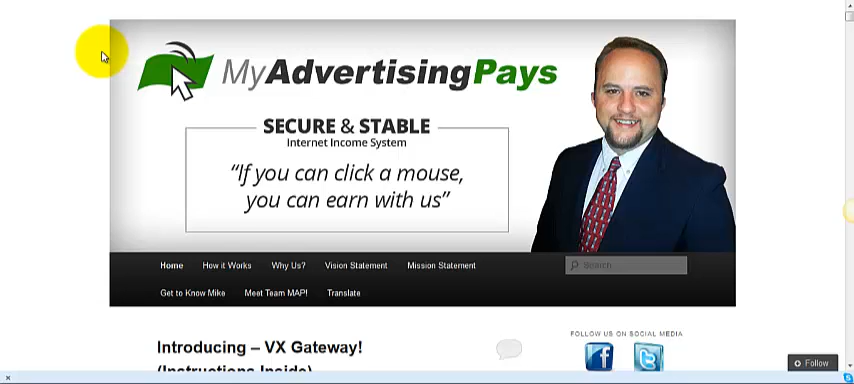 MyAdvertisingPays
SECURE & STABLE
Internet Income System
"If you can click a mouse,
you can earn with us"
Home How it Works Why Us? Vision Statement Mission Statement
Search
Get to Know Mike Meet Team MAP! Translate
FOLLOW US ON SOCIAL MEDIA
Introducing – VX Gateway!
(Instructions Inside)
Follow